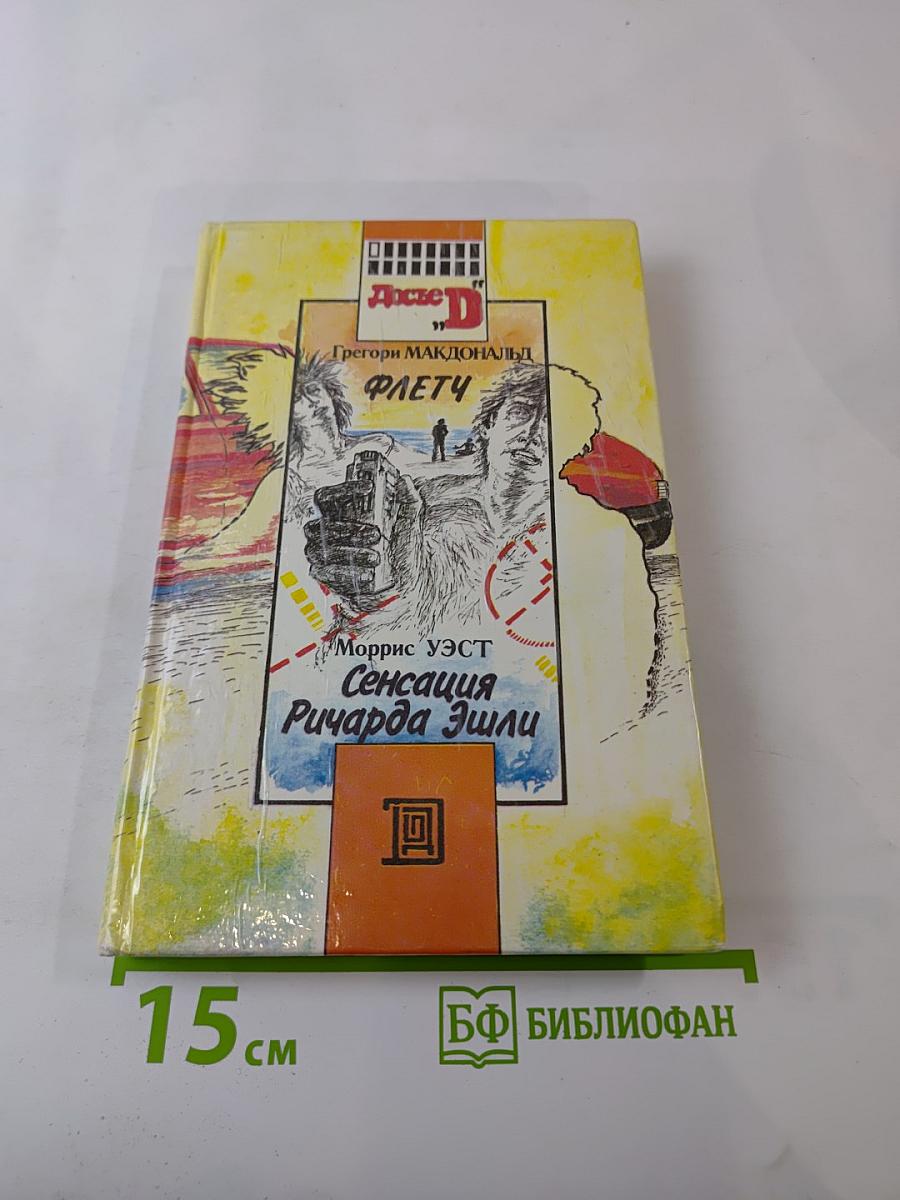 Досье
„D“
Грегори МАКДОНАЛЬД
ФЛЕТЧ
Моррис УЭСТ
Сенсация
Ричарда Эшли
15 см
БФ БИБЛИОФАН